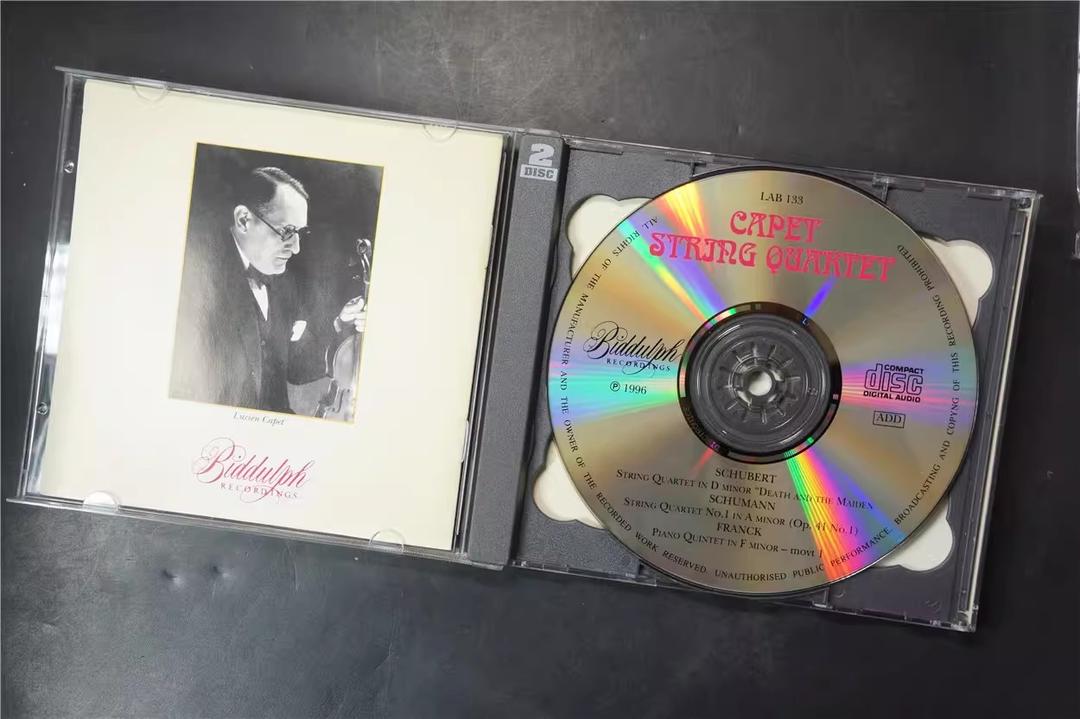 Lucien Capet
Biddulph
RECORDINGS
2
DISC
LAB 133
CAPET
STRING QUARTET
Biddulph
RECORDINGS
℗ 1996
COMPACT
disc
DIGITAL AUDIO
ADD
SCHUBERT
STRING QUARTET IN D MINOR "DEATH AND THE MAIDEN
SCHUMANN
STRING QUARTET NO.1 IN A MINOR (OP. 41 NO.1)
FRANCK
PIANO QUINTET IN F MINOR – movt 1
ALL RIGHTS OF THE MANUFACTURER AND THE OWNER OF THE RECORDED WORK RESERVED. UNAUTHORISED PUBLIC PERFORMANCE, BROADCASTING AND COPYNG OF THIS RECORDING PROHIBITED